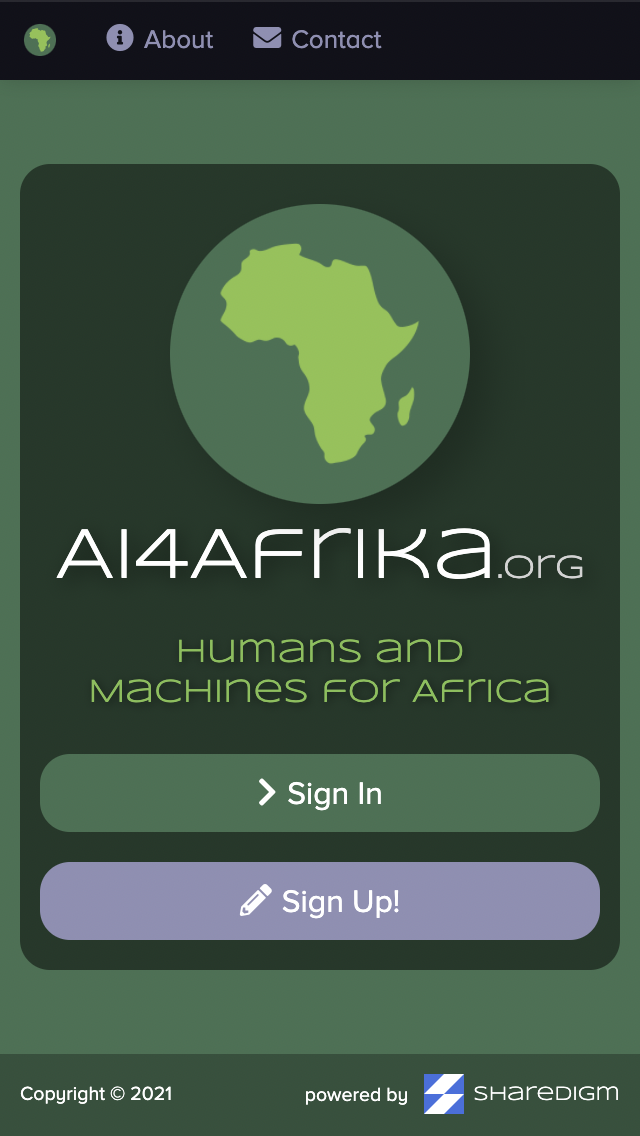 About Contact
AI4Afrika.org
Humans and
Machines for Africa
Sign In
Sign Up!
Copyright © 2021 powered by SHAREDIGM